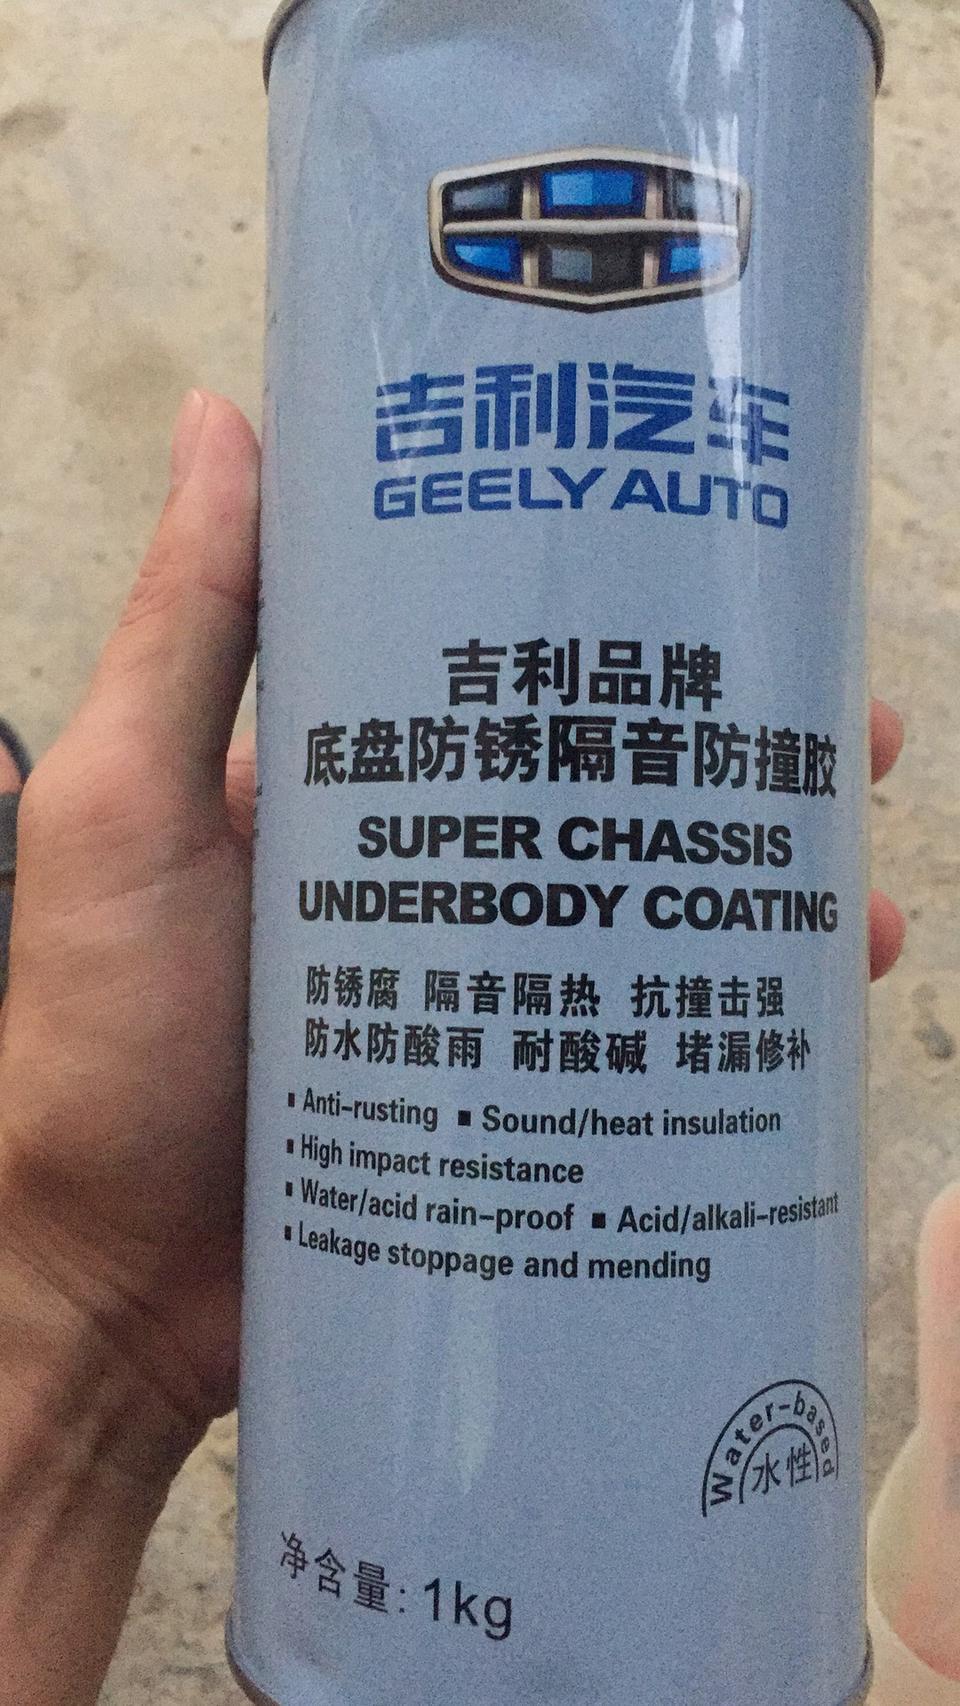 吉利汽车
GEELY AUTO
吉利品牌
底盘防锈隔音防撞胶
SUPER CHASSIS
UNDERBODY COATING
防锈腐 隔音隔热 抗撞击强
防水防酸雨 耐酸碱 堵漏修补
▪ Anti-rusting ▪ Sound/heat insulation
▪ High impact resistance
▪ Water/acid rain-proof ▪ Acid/alkali-resistant
▪ Leakage stoppage and mending
Water-based
水性
净含量: 1kg